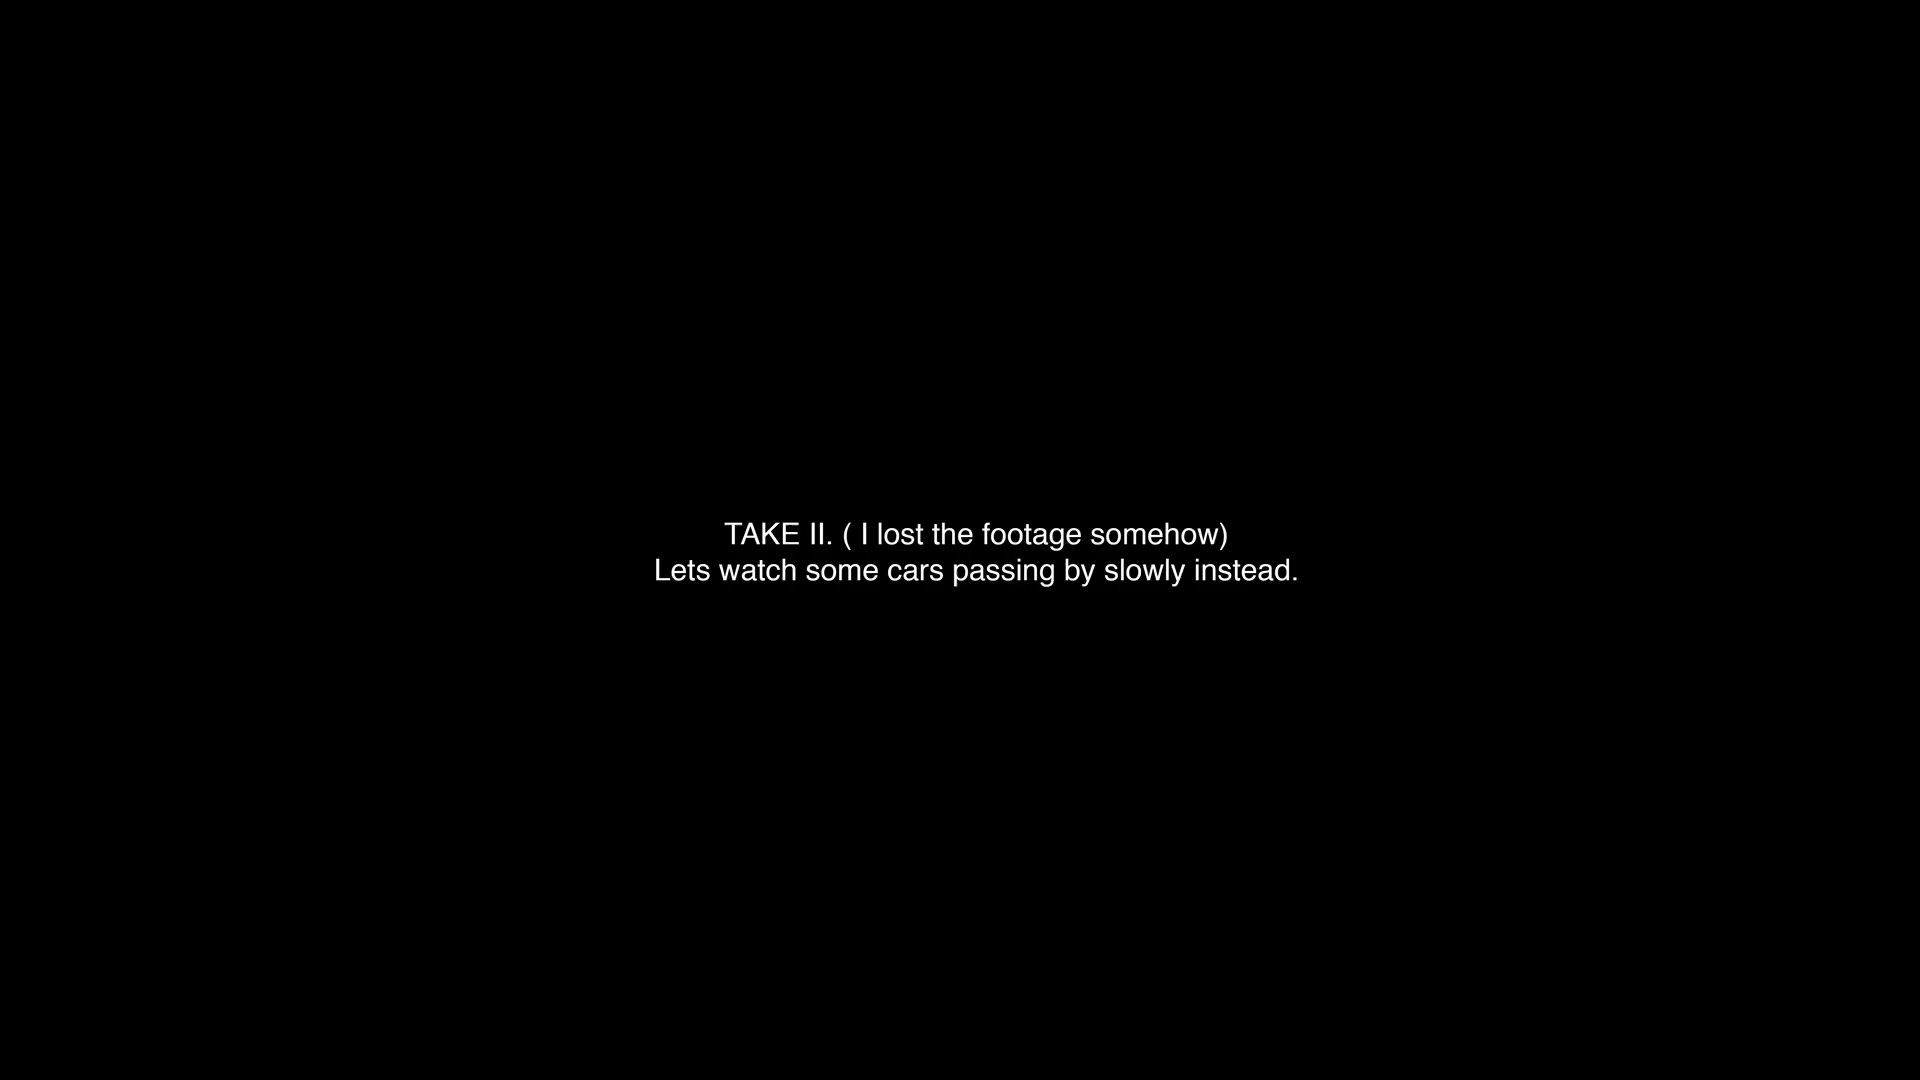 TAKE II. ( I lost the footage somehow)
Lets watch some cars passing by slowly instead.